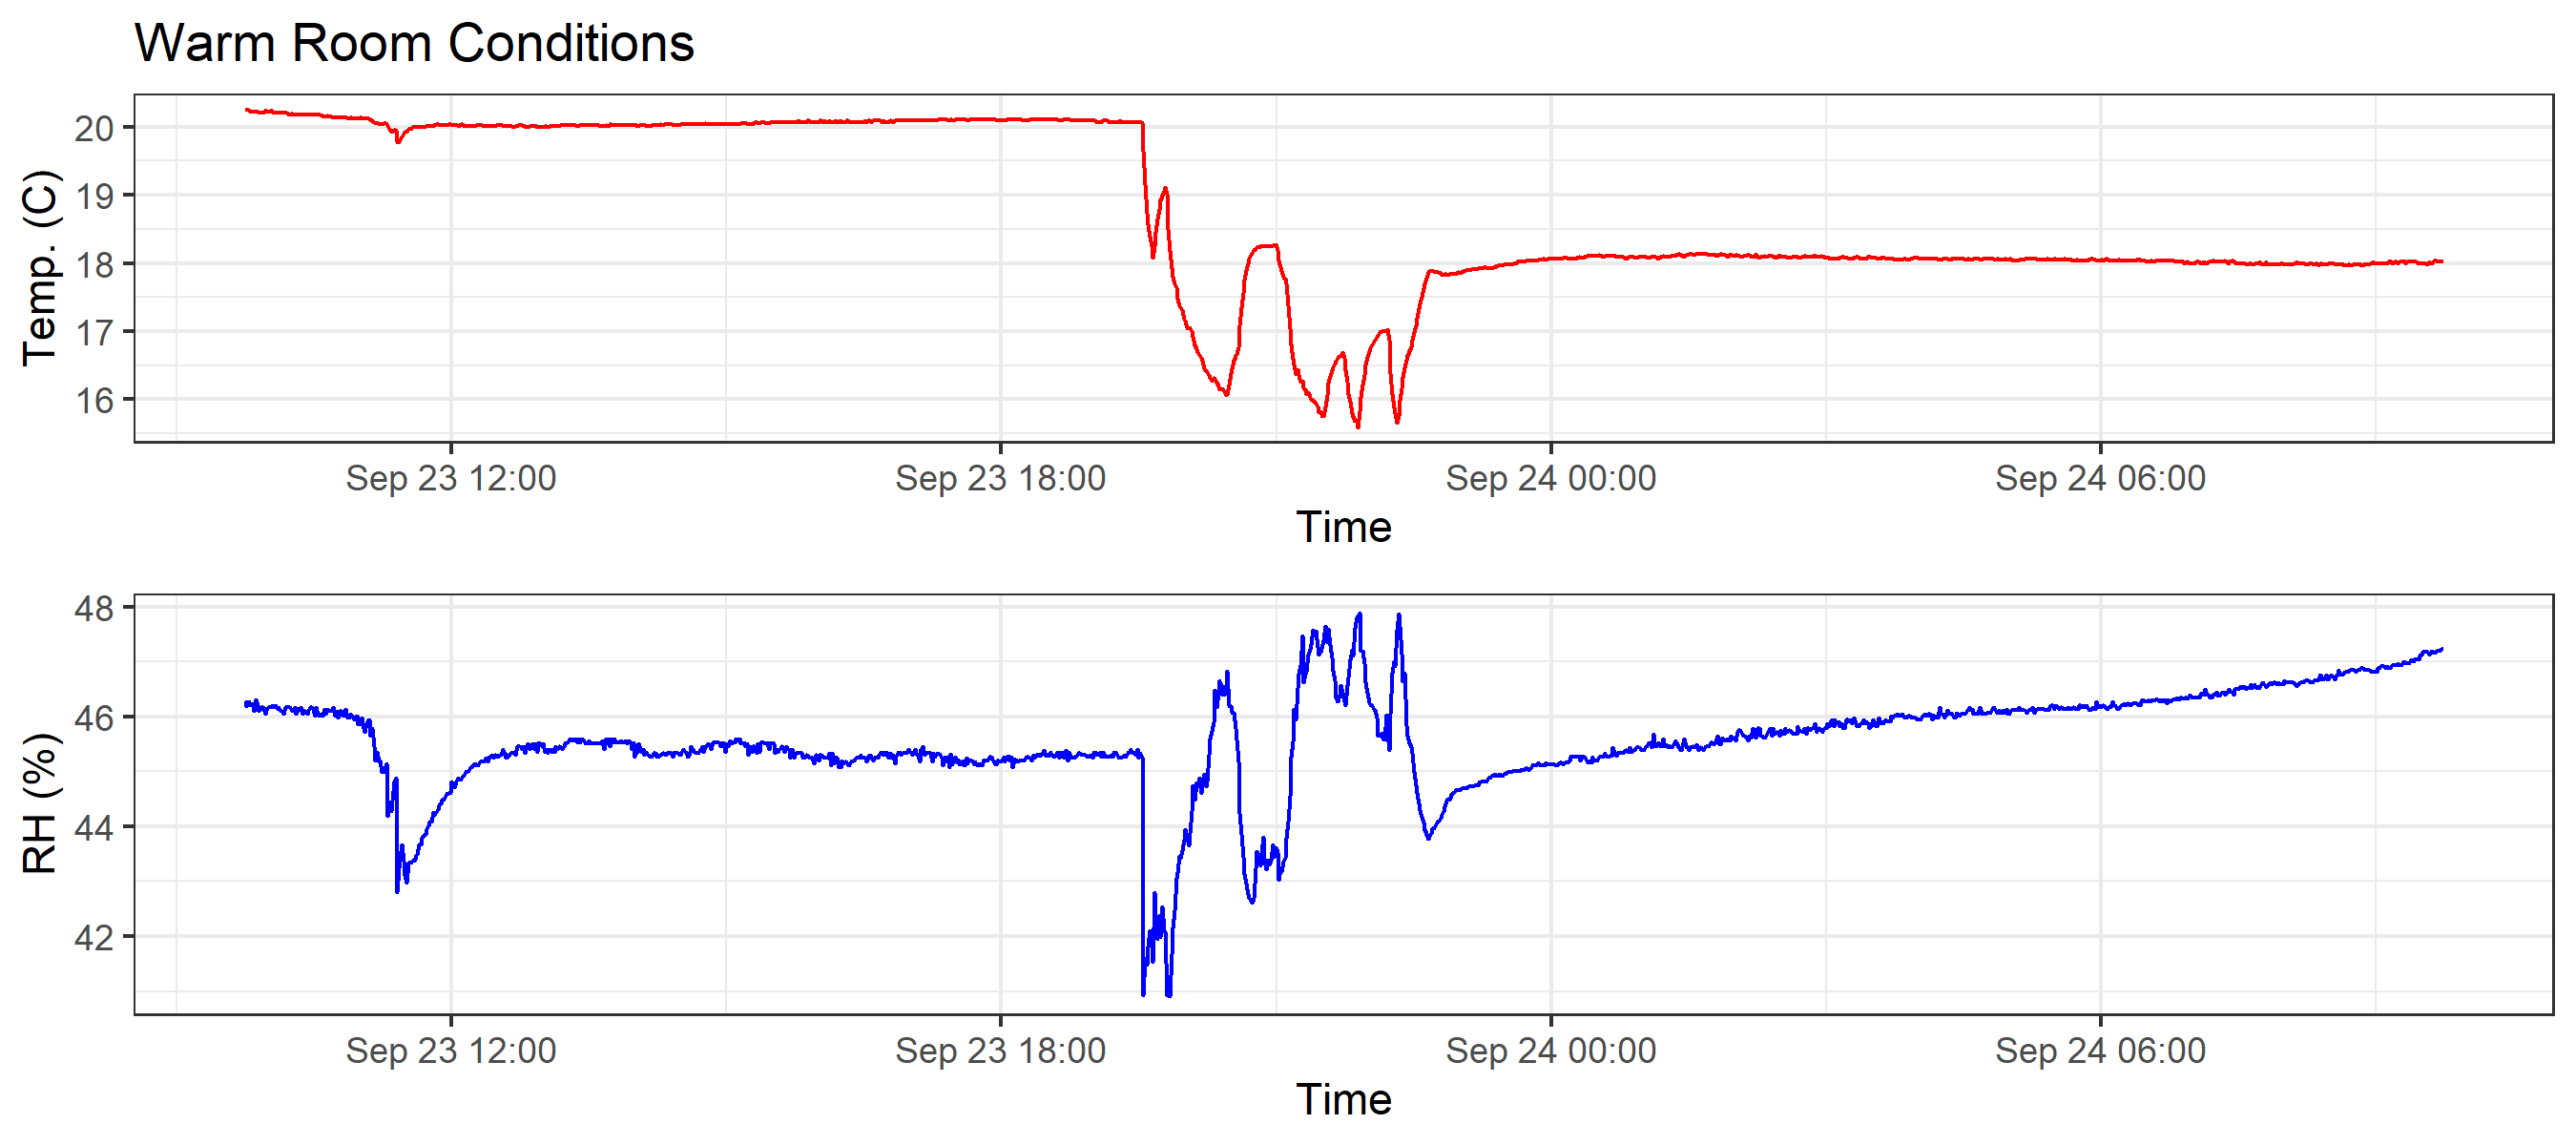 Warm Room Conditions
Temp. (C)
20
19
18
17
16
Sep 23 12:00 Sep 23 18:00 Sep 24 00:00 Sep 24 06:00
Time
RH (%)
48
46
44
42
Sep 23 12:00 Sep 23 18:00 Sep 24 00:00 Sep 24 06:00
Time